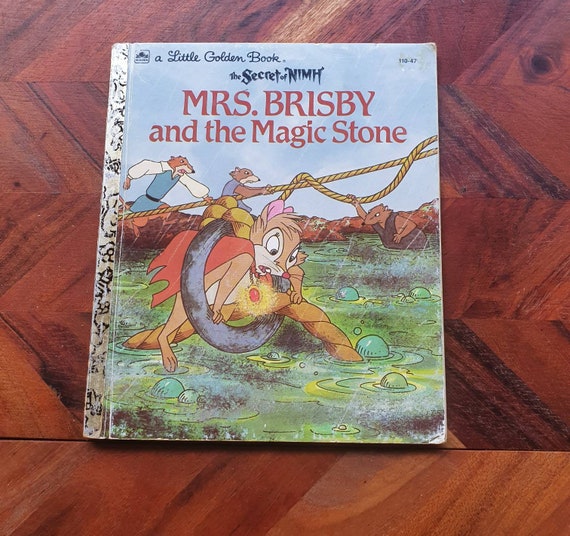 a Little Golden Book®
110-47
The Secret of NIMH
MRS. BRISBY
and the Magic Stone